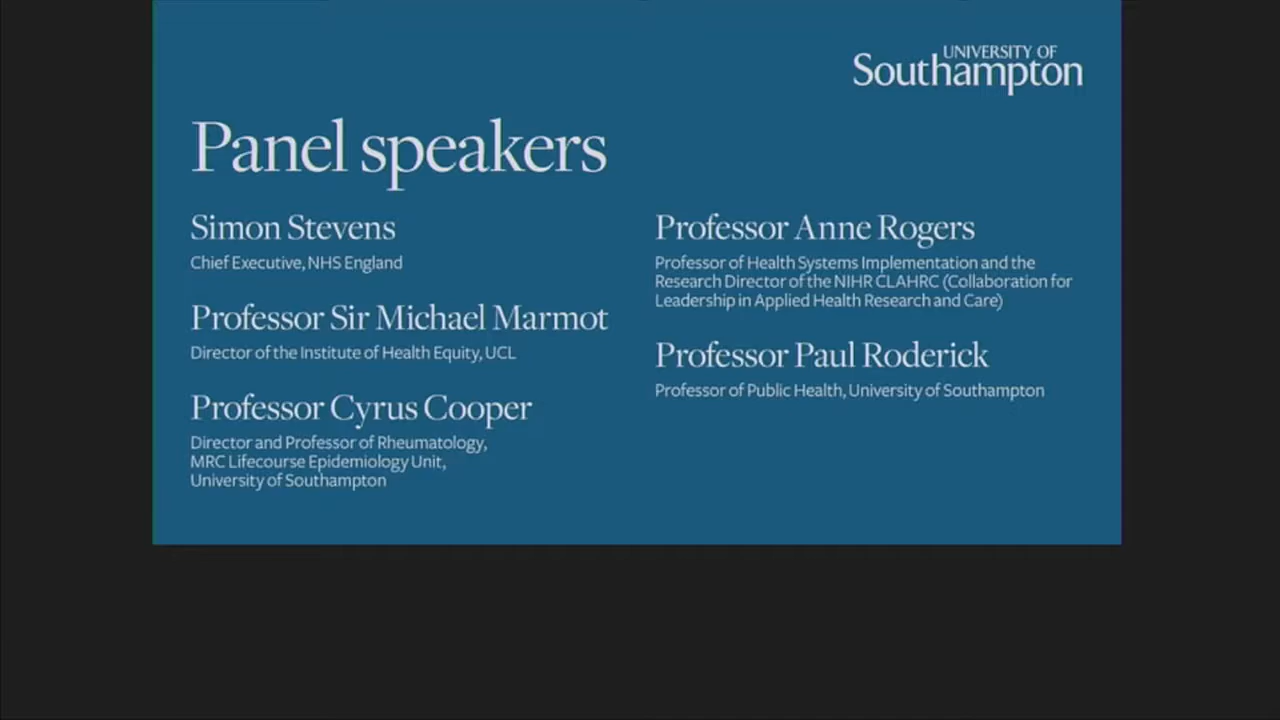 UNIVERSITY OF
Southampton
Panel speakers
Simon Stevens
Chief Executive, NHS England
Professor Sir Michael Marmot
Director of the Institute of Health Equity, UCL
Professor Cyrus Cooper
Director and Professor of Rheumatology,
MRC Lifecourse Epidemiology Unit,
University of Southampton
Professor Anne Rogers
Professor of Health Systems Implementation and the
Research Director of the NIHR CLAHRC (Collaboration for
Leadership in Applied Health Research and Care)
Professor Paul Roderick
Professor of Public Health, University of Southampton